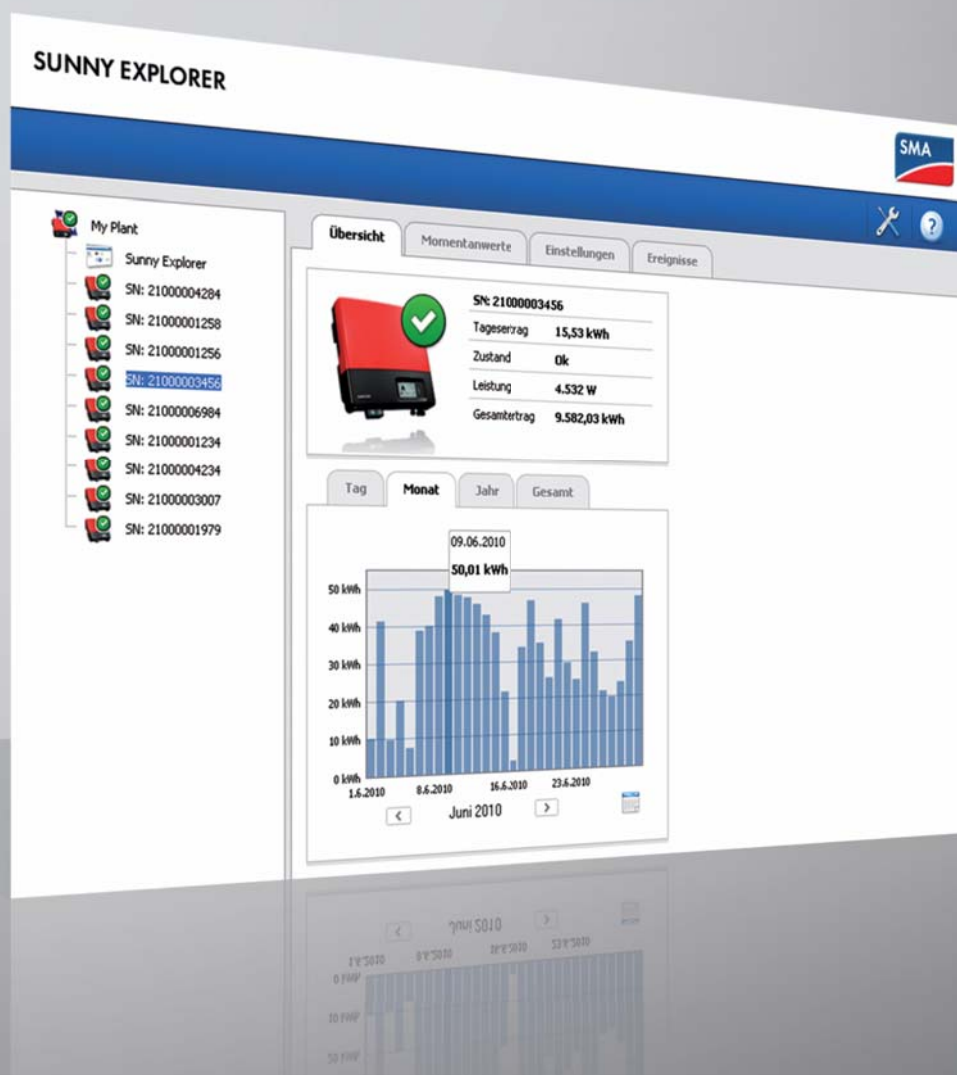 SUNNY EXPLORER
SMA
?
My Plant
Sunny Explorer
SN: 21000004284
SN: 21000001258
SN: 21000001256
SN: 21000003456
SN: 21000006984
SN: 21000001234
SN: 21000004234
SN: 21000003007
SN: 21000001979
Übersicht
Momentanwerte
Einstellungen
Ereignisse
SN: 21000003456
Tagesertrag 15,53 kWh
Zustand Ok
Leistung 4.532 W
Gesamtertrag 9.582,03 kWh
Tag
Monat
Jahr
Gesamt
09.06.2010
50,01 kWh
50 kWh
40 kWh
30 kWh
20 kWh
10 kWh
0 kWh
1.6.2010 8.6.2010 16.6.2010 23.6.2010
< Juni 2010 >